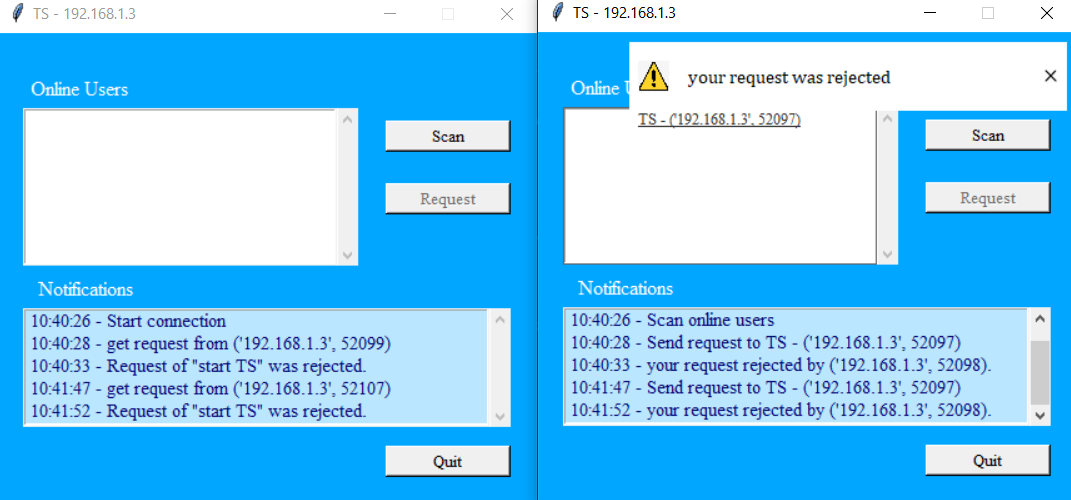 TS - 192.168.1.3
Online Users
Scan
Request
Notifications
10:40:26 - Start connection
10:40:28 - get request from ('192.168.1.3', 52099)
10:40:33 - Request of "start TS" was rejected.
10:41:47 - get request from ('192.168.1.3', 52107)
10:41:52 - Request of "start TS" was rejected.
Quit
TS - 192.168.1.3
your request was rejected
Online U
TS - ('192.168.1.3', 52097)
Scan
Request
Notifications
10:40:26 - Scan online users
10:40:28 - Send request to TS - ('192.168.1.3', 52097)
10:40:33 - your request rejected by ('192.168.1.3', 52098).
10:41:47 - Send request to TS - ('192.168.1.3', 52097)
10:41:52 - your request rejected by ('192.168.1.3', 52098).
Quit